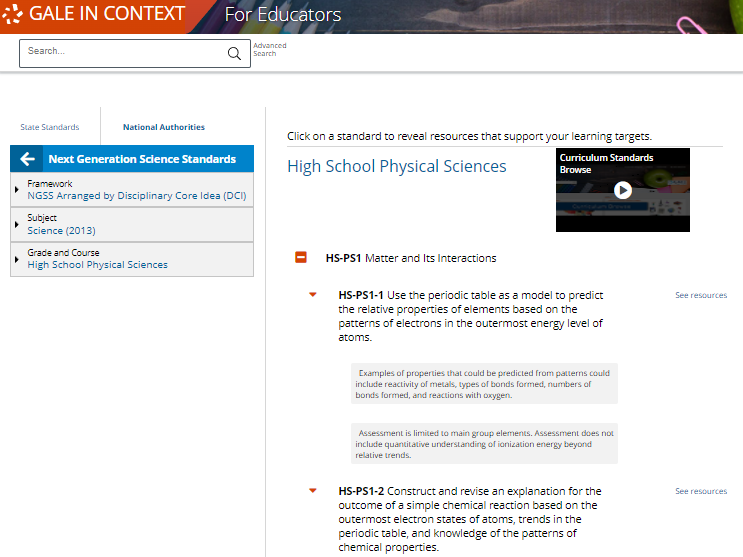 GALE IN CONTEXT
For Educators
Search...
Advanced
Search
State Standards
National Authorities
Next Generation Science Standards
Framework
NGSS Arranged by Disciplinary Core Idea (DCI)
Subject
Science (2013)
Grade and Course
High School Physical Sciences
Click on a standard to reveal resources that support your learning targets.
High School Physical Sciences
Curriculum Standards
Browse
Curriculum Browse
HS-PS1 Matter and Its Interactions
HS-PS1-1 Use the periodic table as a model to predict
the relative properties of elements based on the
patterns of electrons in the outermost energy level of
atoms.
See resources
Examples of properties that could be predicted from patterns could
include reactivity of metals, types of bonds formed, numbers of
bonds formed, and reactions with oxygen.
Assessment is limited to main group elements. Assessment does not
include quantitative understanding of ionization energy beyond
relative trends.
HS-PS1-2 Construct and revise an explanation for the
outcome of a simple chemical reaction based on the
outermost electron states of atoms, trends in the
periodic table, and knowledge of the patterns of
chemical properties.
See resources